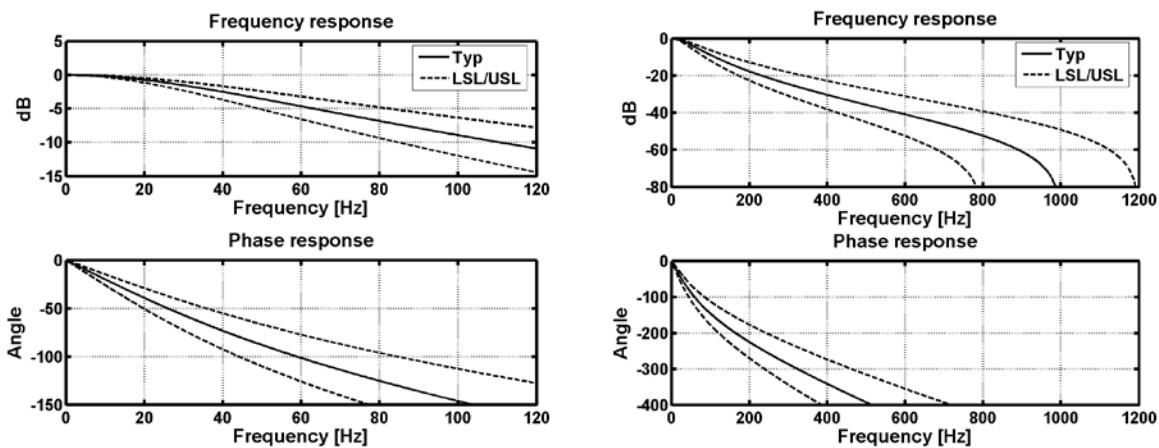 Frequency response
5
0
-5
-10
-15
dB
Typ
LSL/USL
0 20 40 60 80 100 120
Frequency [Hz]
Phase response
0
-50
-100
-150
Angle
0 20 40 60 80 100 120
Frequency [Hz]
Frequency response
0
-20
-40
-60
-80
dB
Typ
LSL/USL
0 200 400 600 800 1000 1200
Frequency [Hz]
Phase response
0
-100
-200
-300
-400
Angle
0 200 400 600 800 1000 1200
Frequency [Hz]